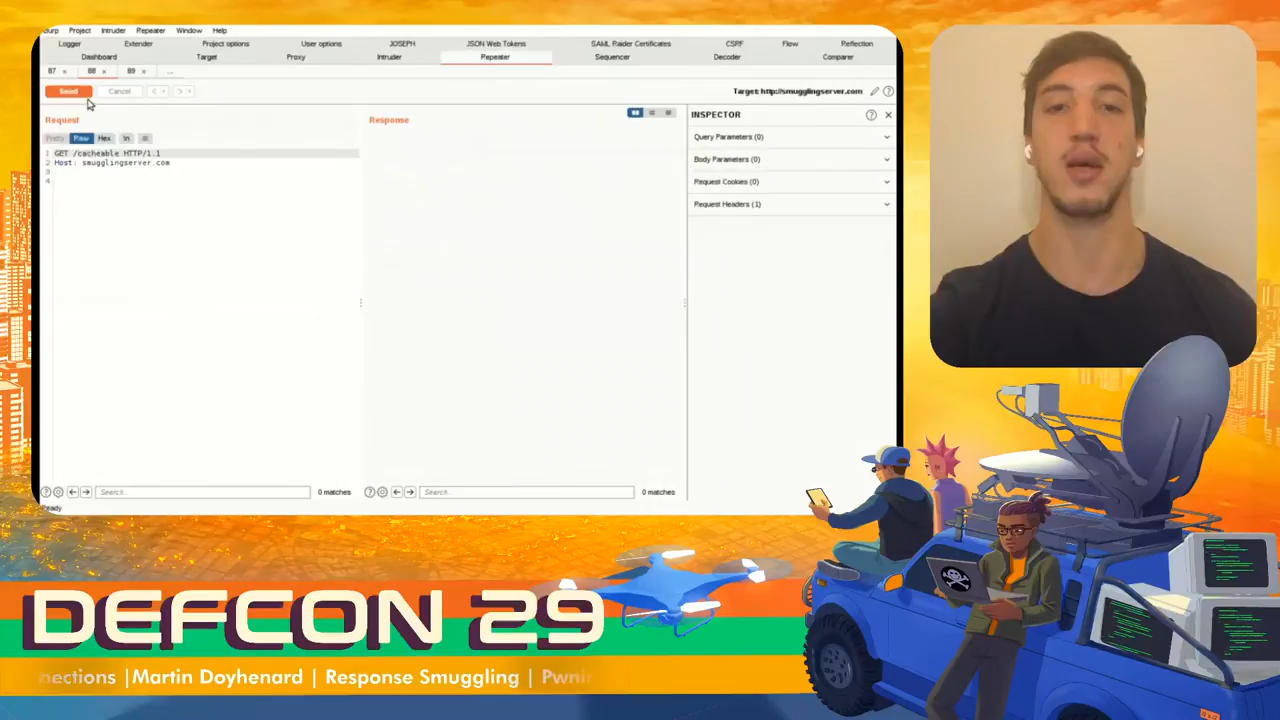 Burp Project Intruder Repeater Window Help
Logger Extender Project options User options JOSEPH JSON Web Tokens SAML Raider Certificates CSRF Flow Reflection
Dashboard Target Proxy Intruder Repeater Sequencer Decoder Comparer
87 × 88 × 89 × ...
Send Cancel < >
Target: http://smugglingserver.com
Request
Pretty Raw Hex \n
1 GET /cacheable HTTP/1.1
2 Host: smugglingserver.com
3
4
Response
INSPECTOR
Query Parameters (0)
Body Parameters (0)
Request Cookies (0)
Request Headers (1)
Search... 0 matches
Search... 0 matches
Ready
DEFCON 29
nections |Martin Doyhenard | Response Smuggling | Pwni